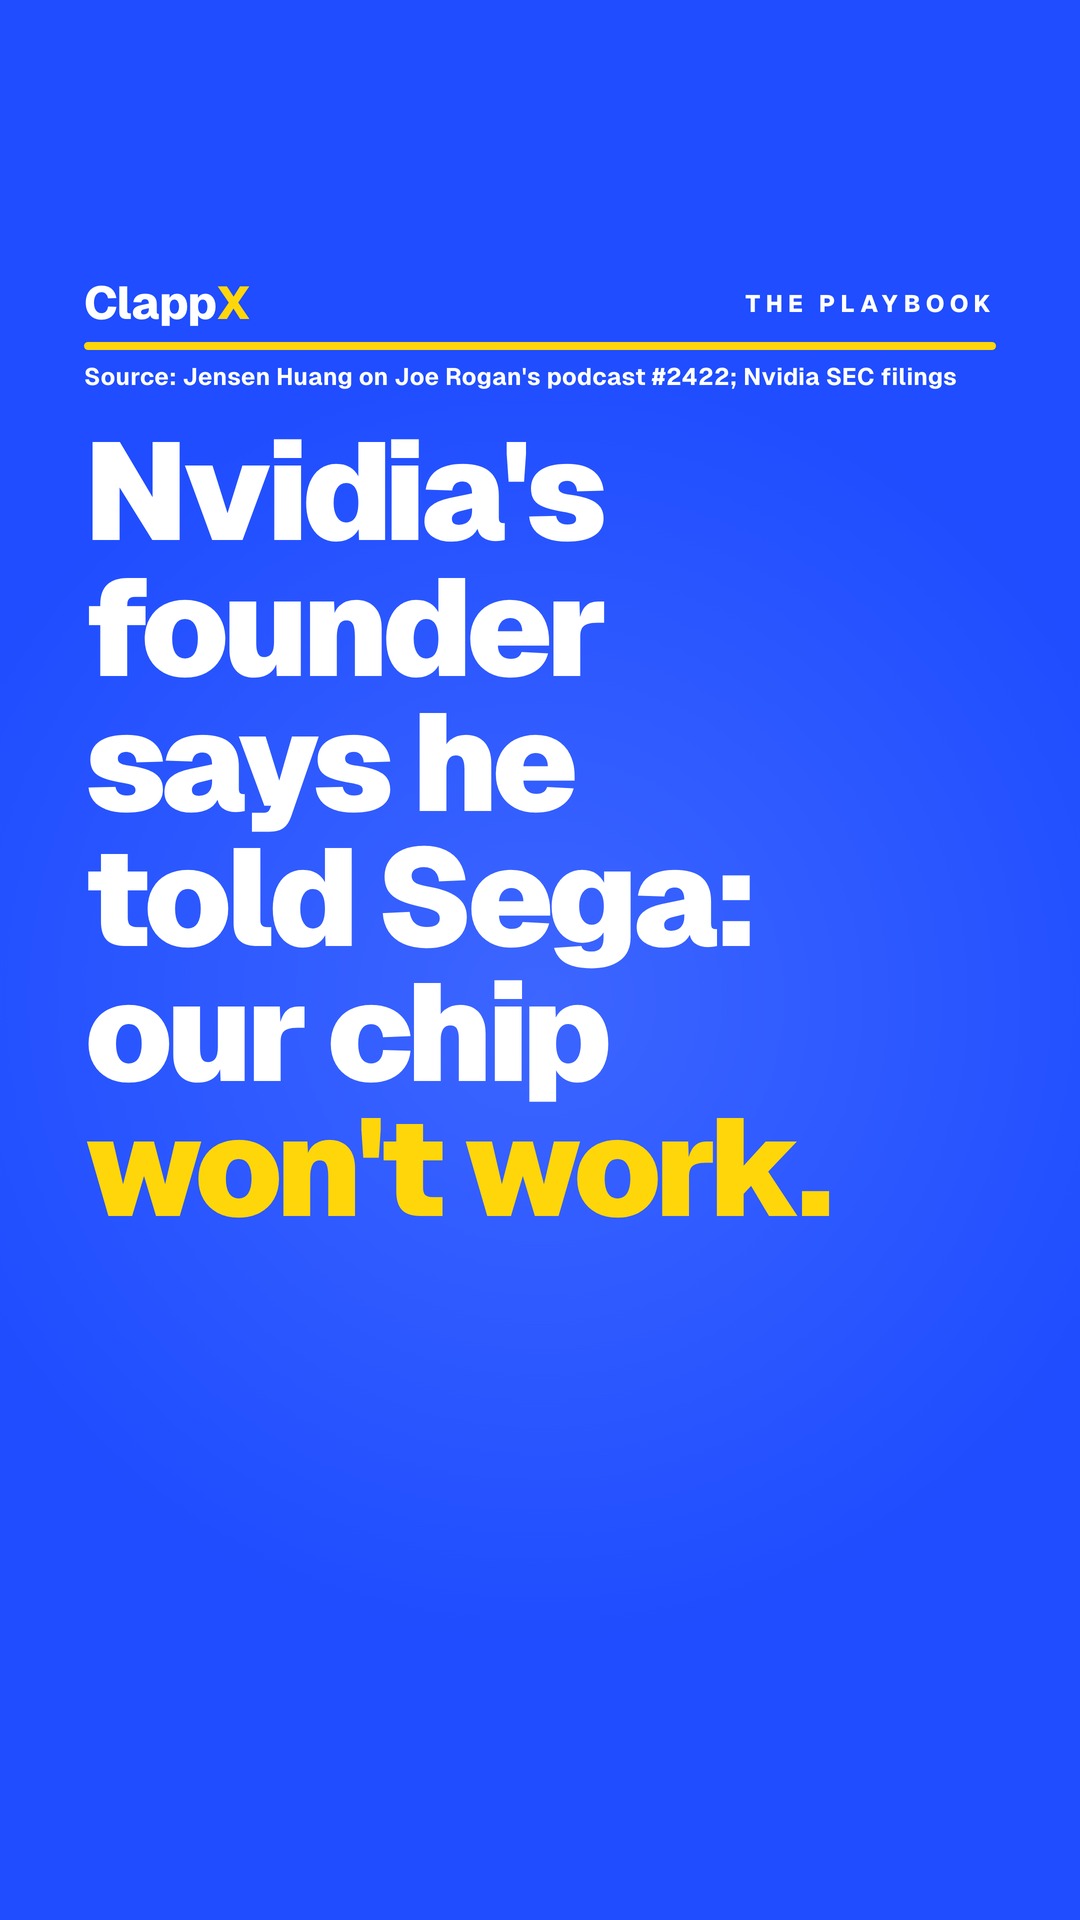 ClappX
THE PLAYBOOK
Source: Jensen Huang on Joe Rogan's podcast #2422; Nvidia SEC filings
Nvidia's
founder
says he
told Sega:
our chip
won't work.